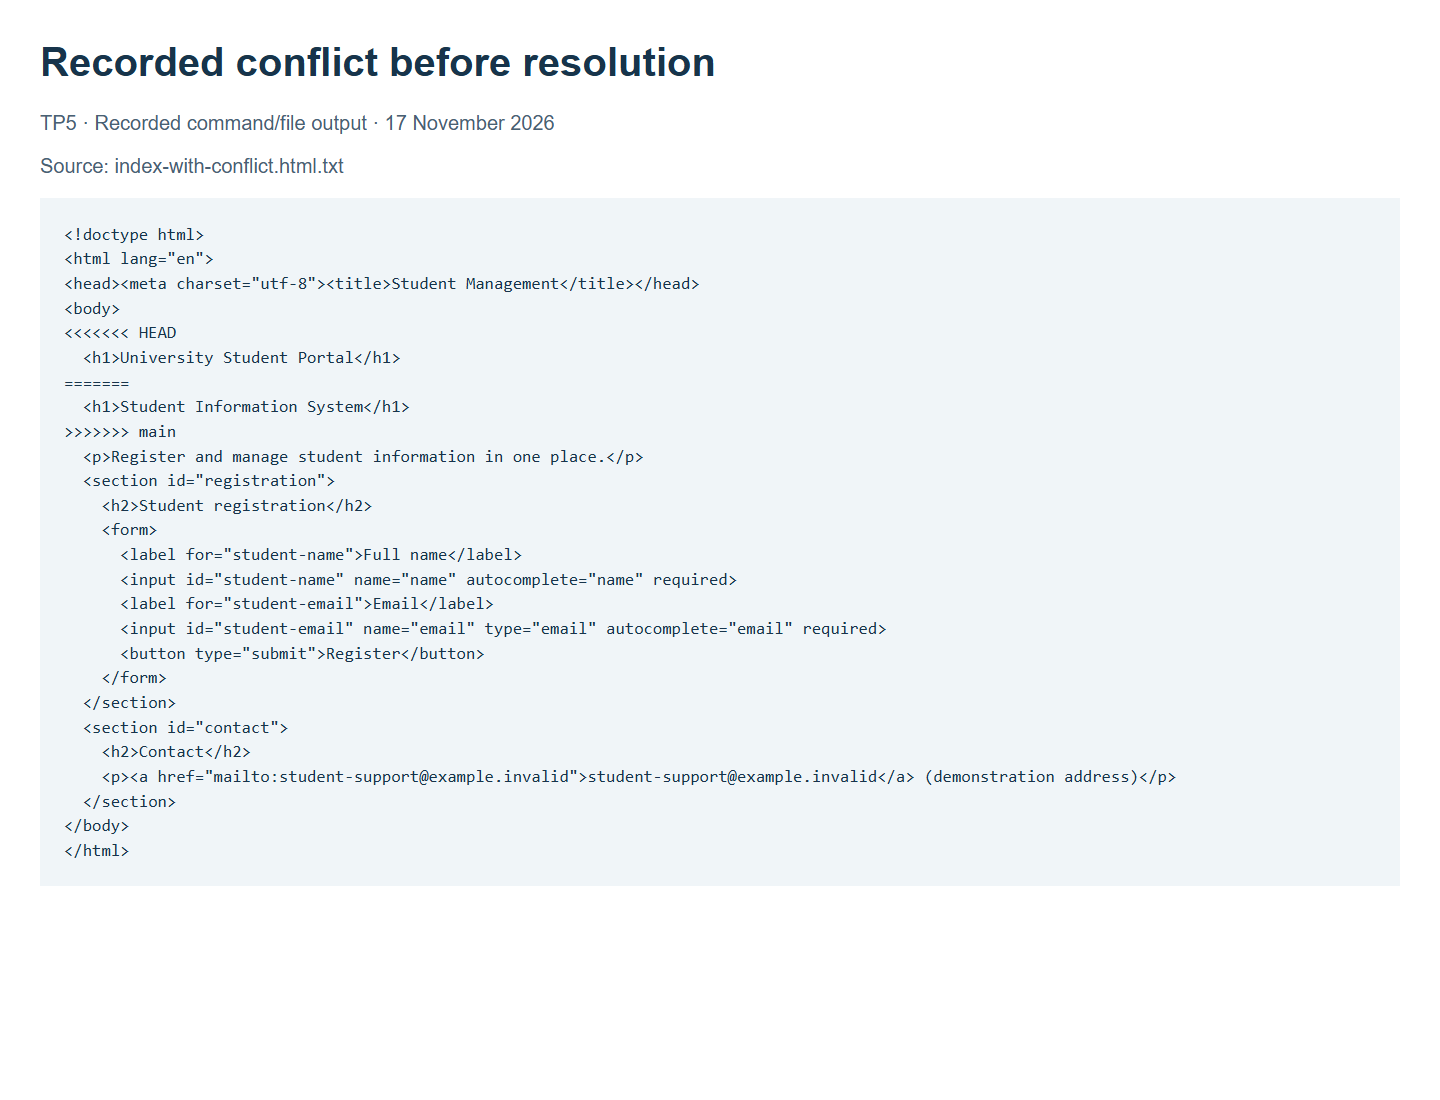 Recorded conflict before resolution
TP5 · Recorded command/file output · 17 November 2026
Source: index-with-conflict.html.txt
<!doctype html>
<html lang="en">
<head><meta charset="utf-8"><title>Student Management</title></head>
<body>
<<<<<<< HEAD
  <h1>University Student Portal</h1>
=======
  <h1>Student Information System</h1>
>>>>>>> main
  <p>Register and manage student information in one place.</p>
  <section id="registration">
    <h2>Student registration</h2>
    <form>
      <label for="student-name">Full name</label>
      <input id="student-name" name="name" autocomplete="name" required>
      <label for="student-email">Email</label>
      <input id="student-email" name="email" type="email" autocomplete="email" required>
      <button type="submit">Register</button>
    </form>
  </section>
  <section id="contact">
    <h2>Contact</h2>
    <p><a href="mailto:student-support@example.invalid">student-support@example.invalid</a> (demonstration address)</p>
  </section>
</body>
</html>